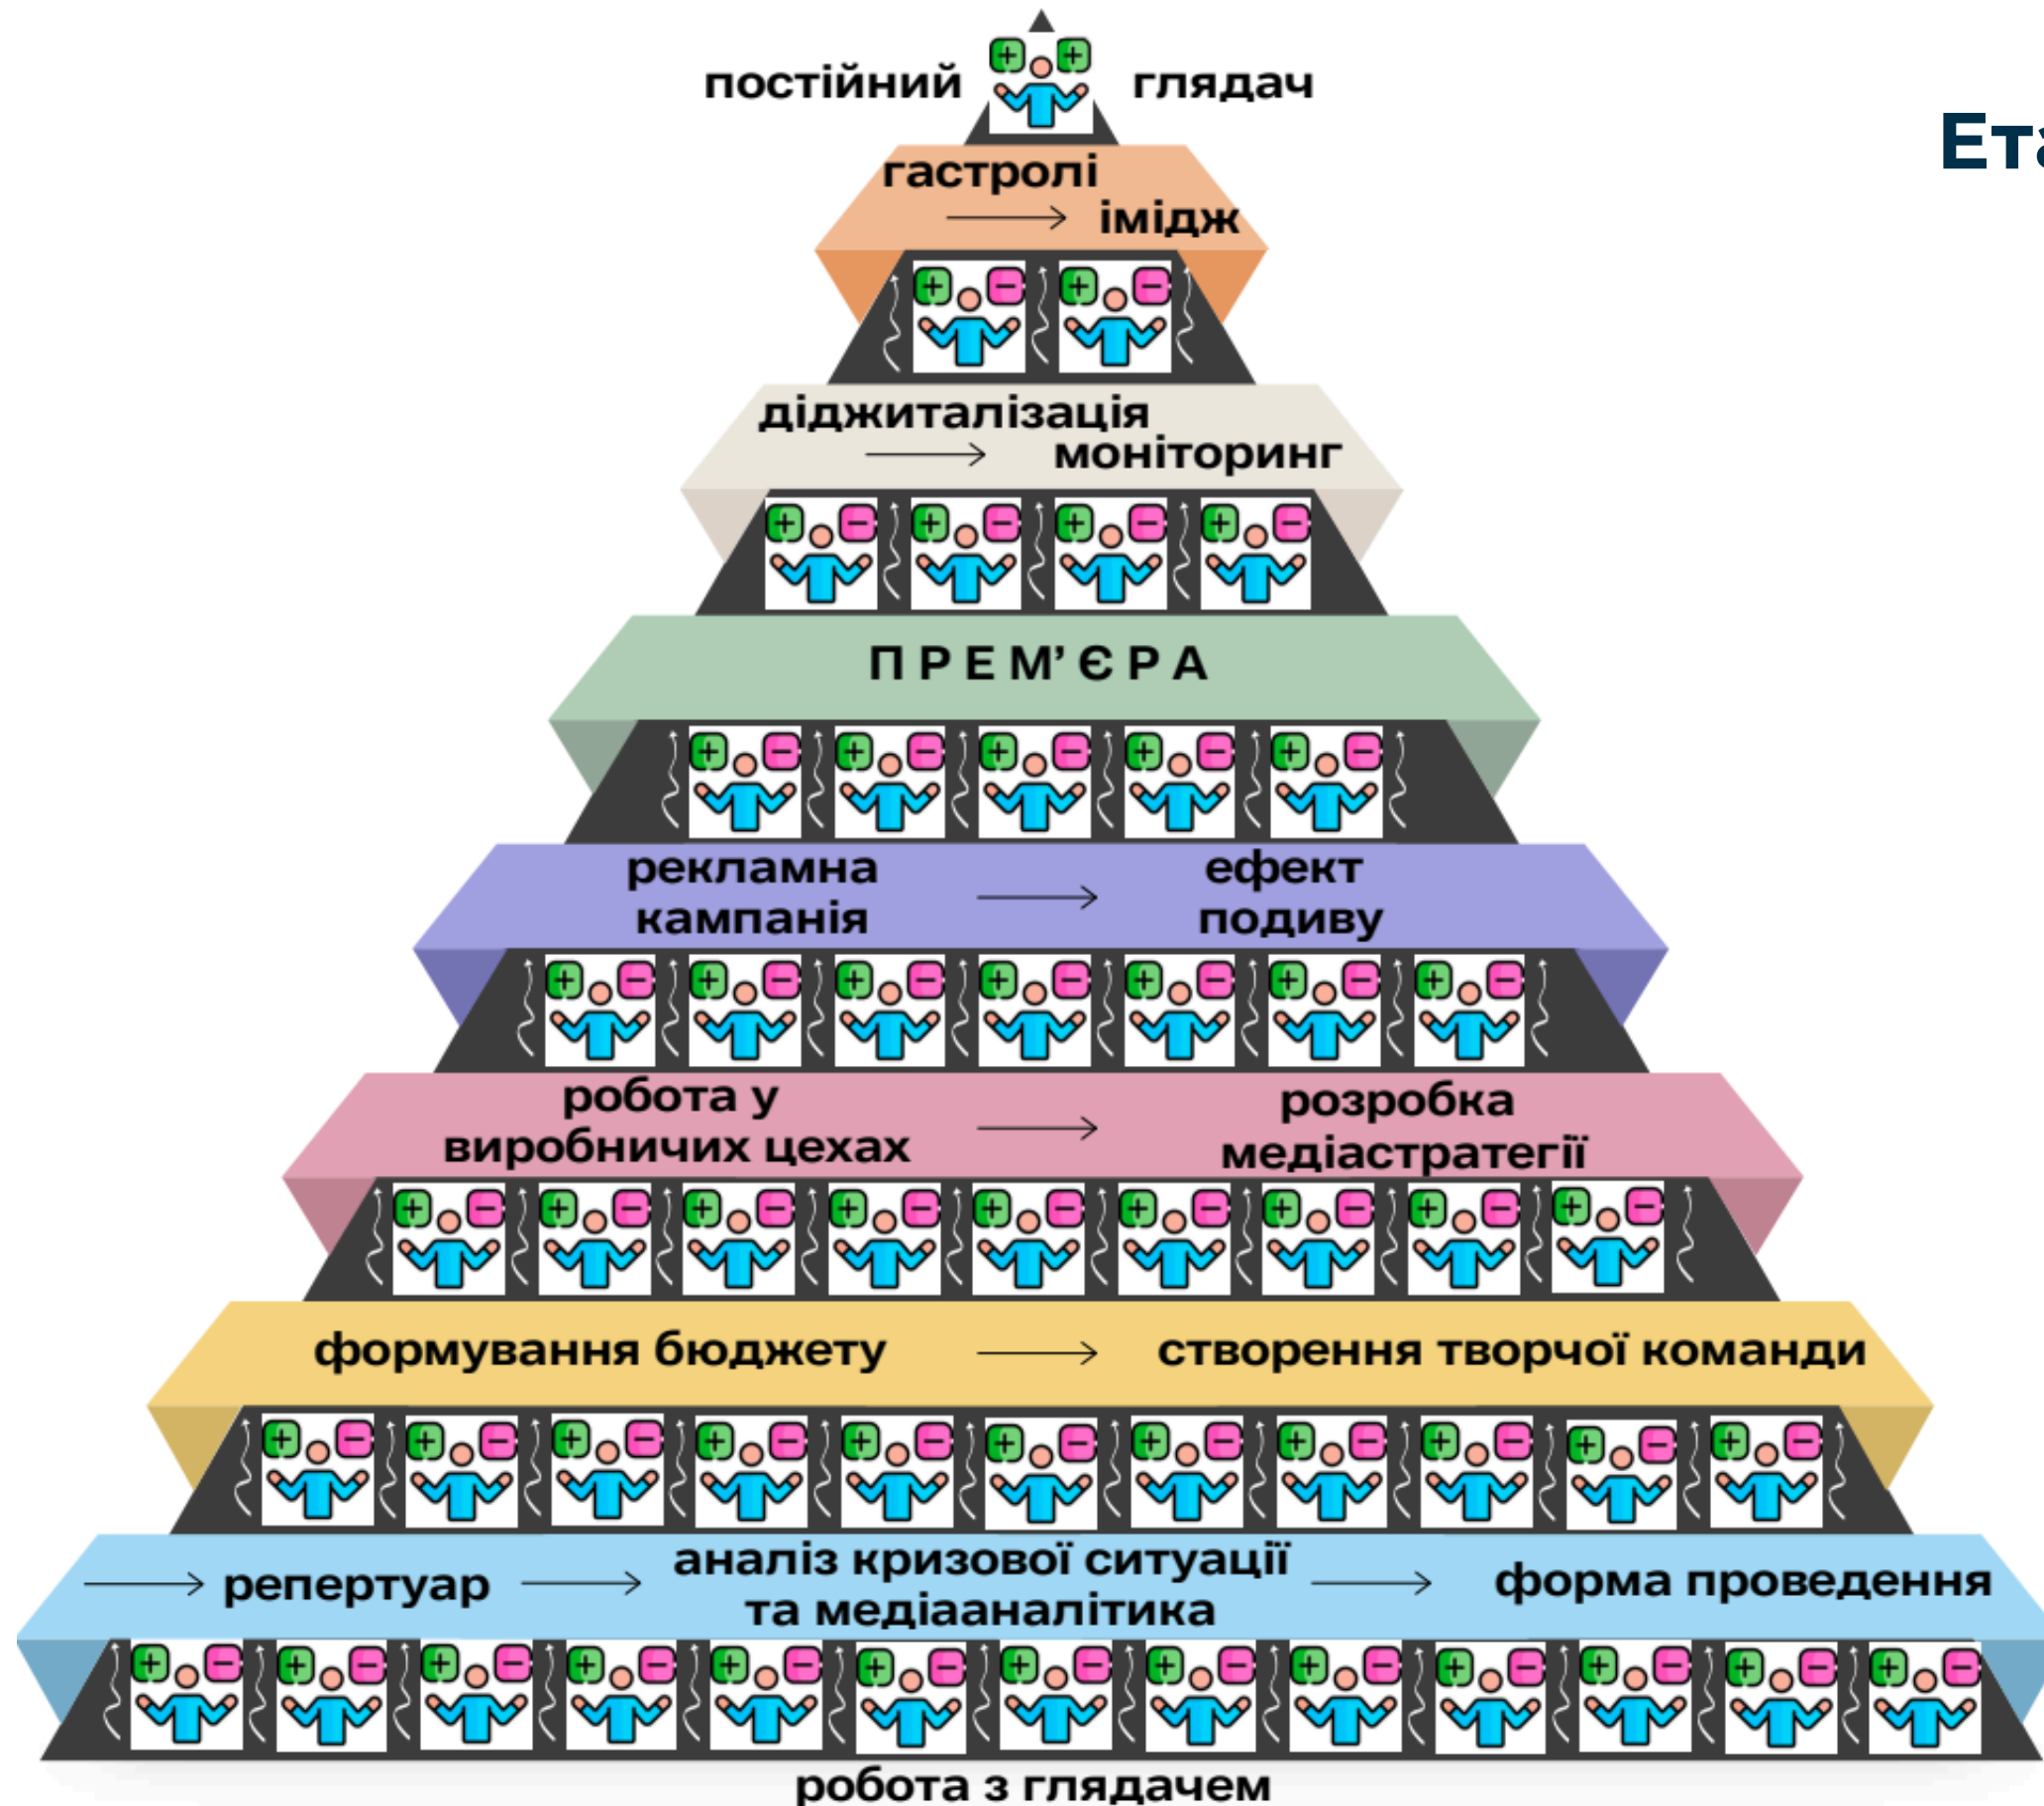 постійний глядач
Ета
гастролі
імідж
діджиталізація
моніторинг
ПРЕМ’ЄРА
рекламна ефект
кампанія подиву
робота у розробка
виробничих цехах медіастратегії
формування бюджету створення творчої команди
репертуар аналіз кризової ситуації форма проведення
та медіааналітика
робота з глядачем